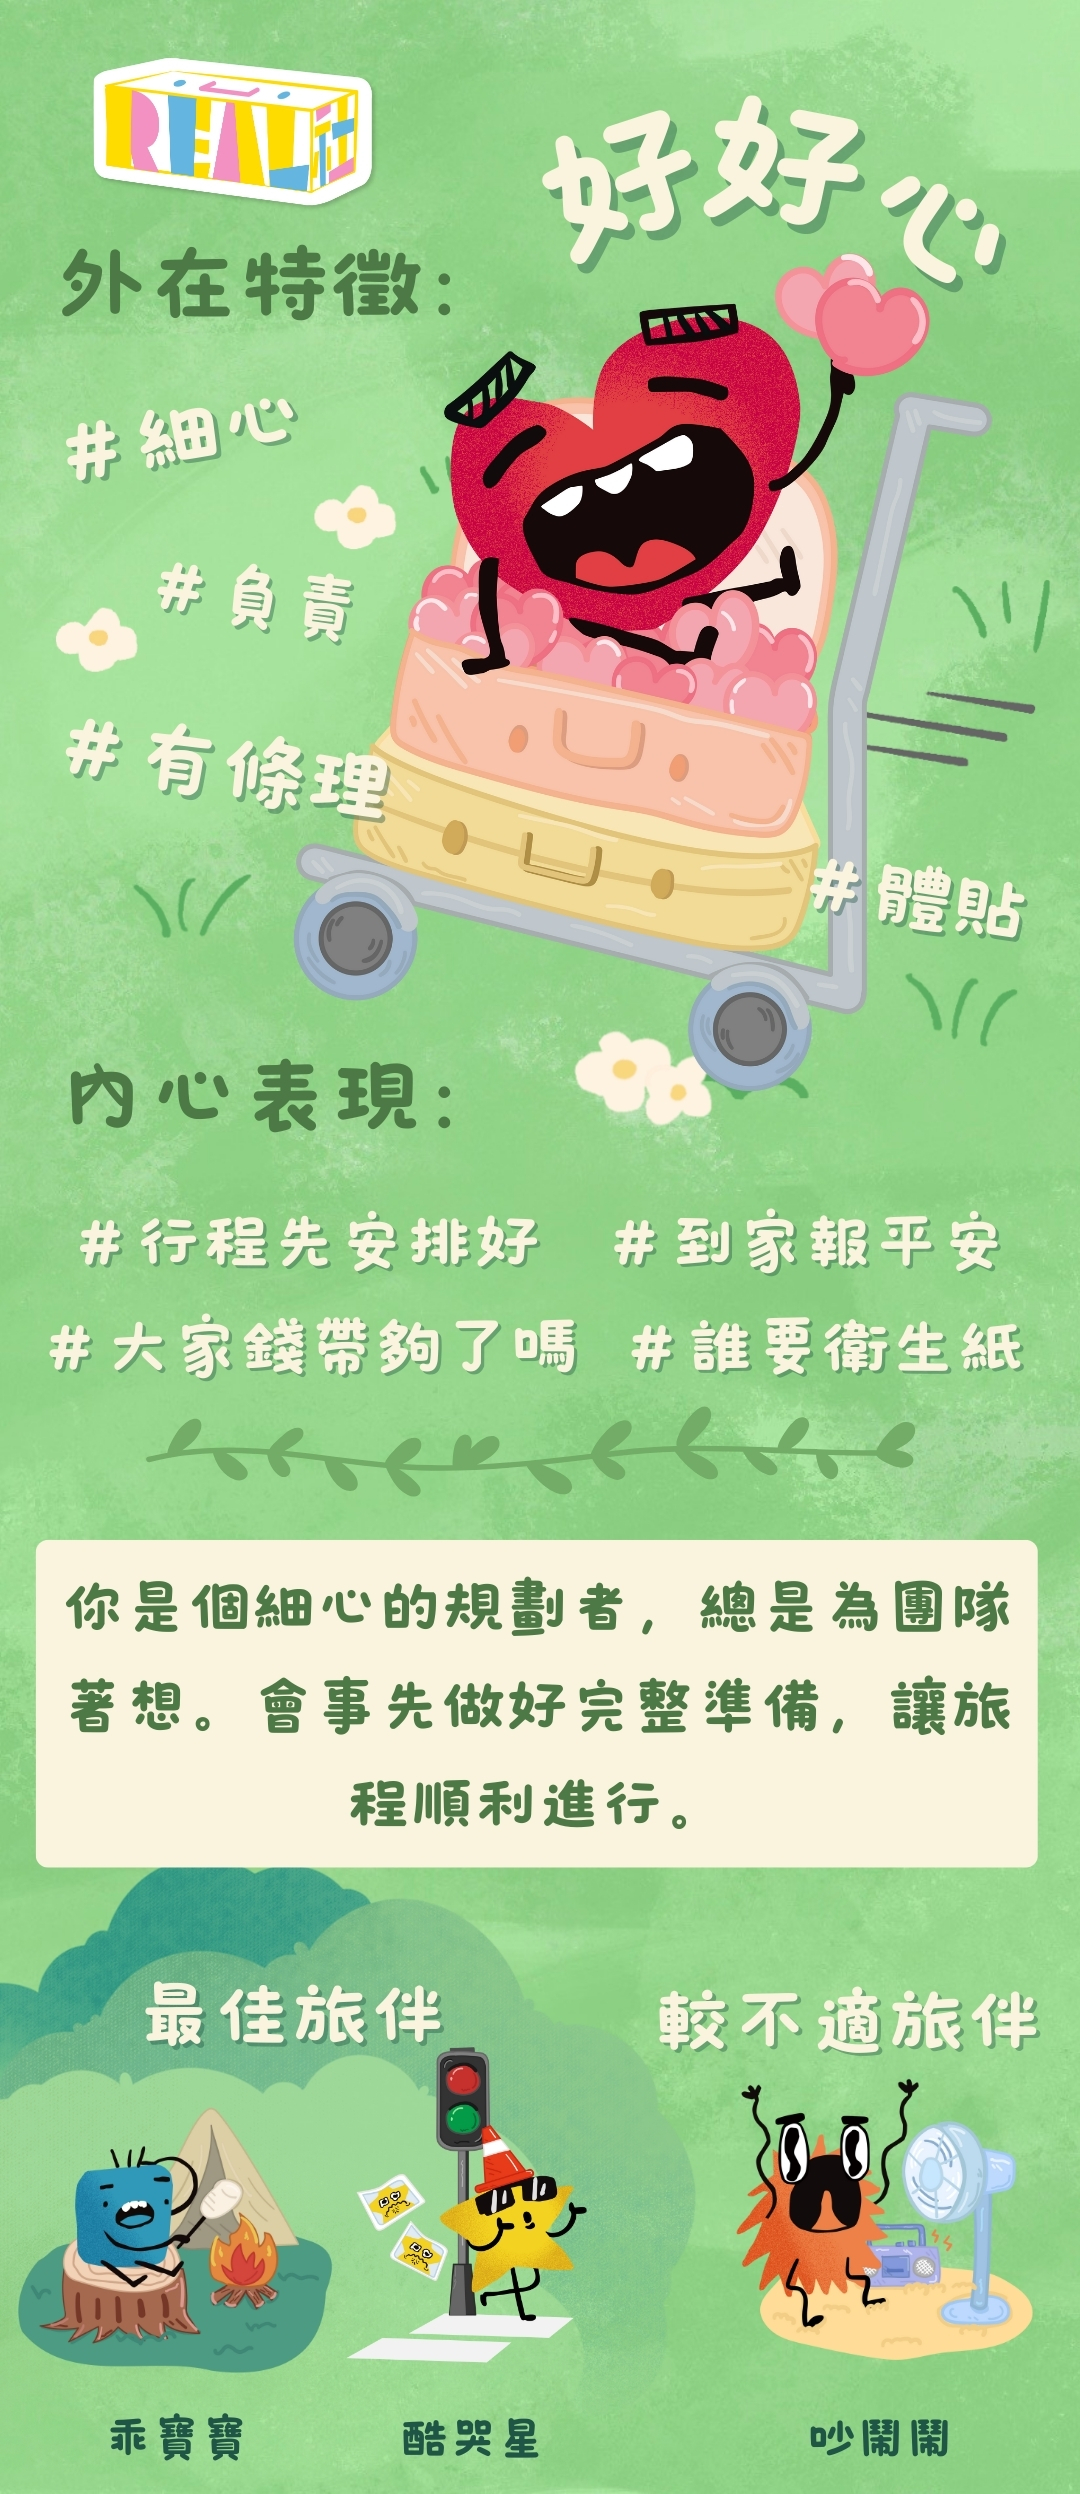 REAL社
好好心
外在特徵：
#細心
#負責
#有條理
#體貼
內心表現：
#行程先安排好 #到家報平安
#大家錢帶夠了嗎 #誰要衛生紙
你是個細心的規劃者，總是為團隊
著想。會事先做好完整準備，讓旅
程順利進行。
最佳旅伴 較不適旅伴
乖寶寶 酷哭星 吵鬧鬧